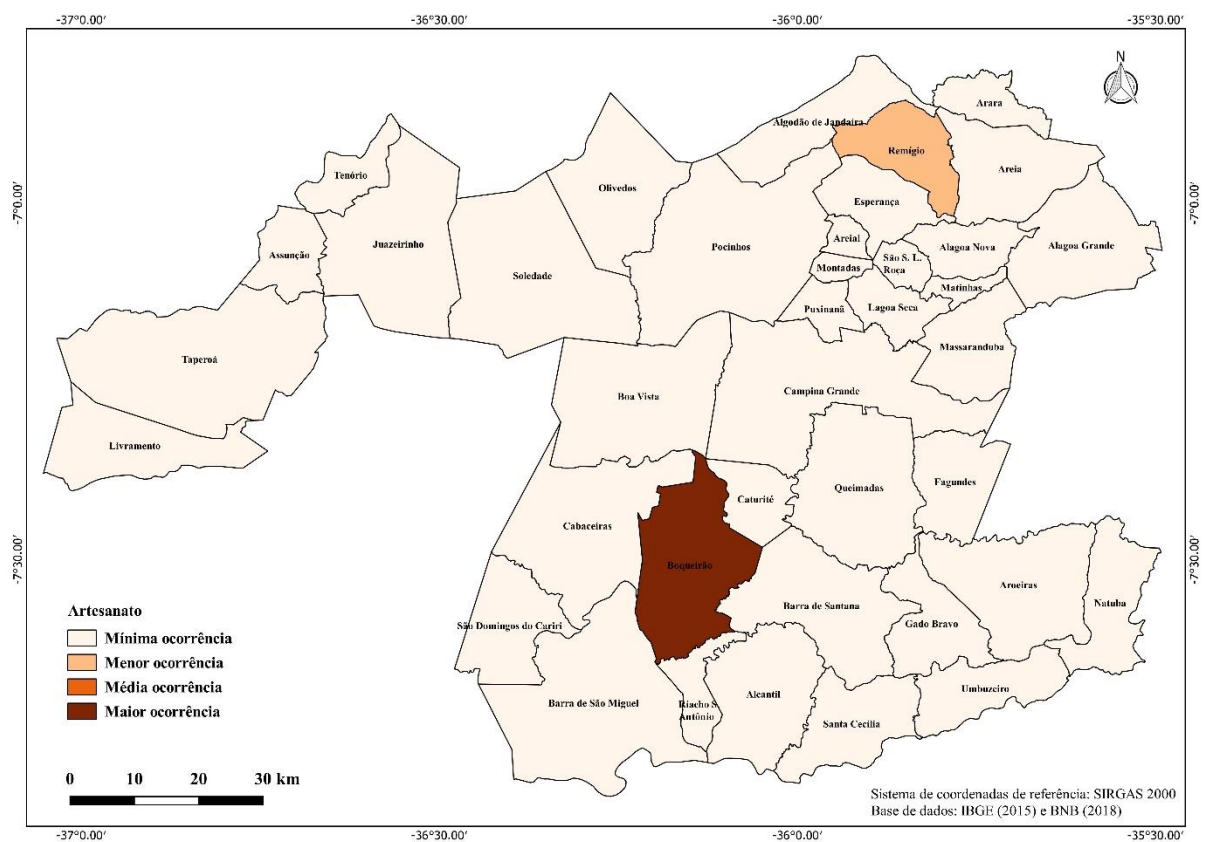 -37°0.00′
-36°30.00′
-36°0.00′
-35°30.00′
N
Arara
Algodão de Jandaíra
Remígio
Areia
Tenório
Olivedos
-7°0.00′
-7°0.00′
Esperança
Juazeirinho
Pocinhos
Areial
Alagoa Nova
Alagoa Grande
Assunção
São S. L.
Roça
Soledade
Montadas
Matinhas
Puxinanã
Lagoa Seca
Massaranduba
Taperoá
Campina Grande
Boa Vista
Livramento
Queimadas
Fagundes
Caturité
Cabaceiras
-7°30.00′
-7°30.00′
Boqueirão
Aroeiras
Natuba
Barra de Santana
Gado Bravo
São Domingos do Cariri
Umbuzeiro
Alcantil
Barra de São Miguel
Riacho S
Antônio
Santa Cecília
Artesanato
Mínima ocorrência
Menor ocorrência
Média ocorrência
Maior ocorrência
0 10 20 30 km
Sistema de coordenadas de referência: SIRGAS 2000
Base de dados: IBGE (2015) e BNB (2018)
-37°0.00′
-36°30.00′
-36°0.00′
-35°30.00′